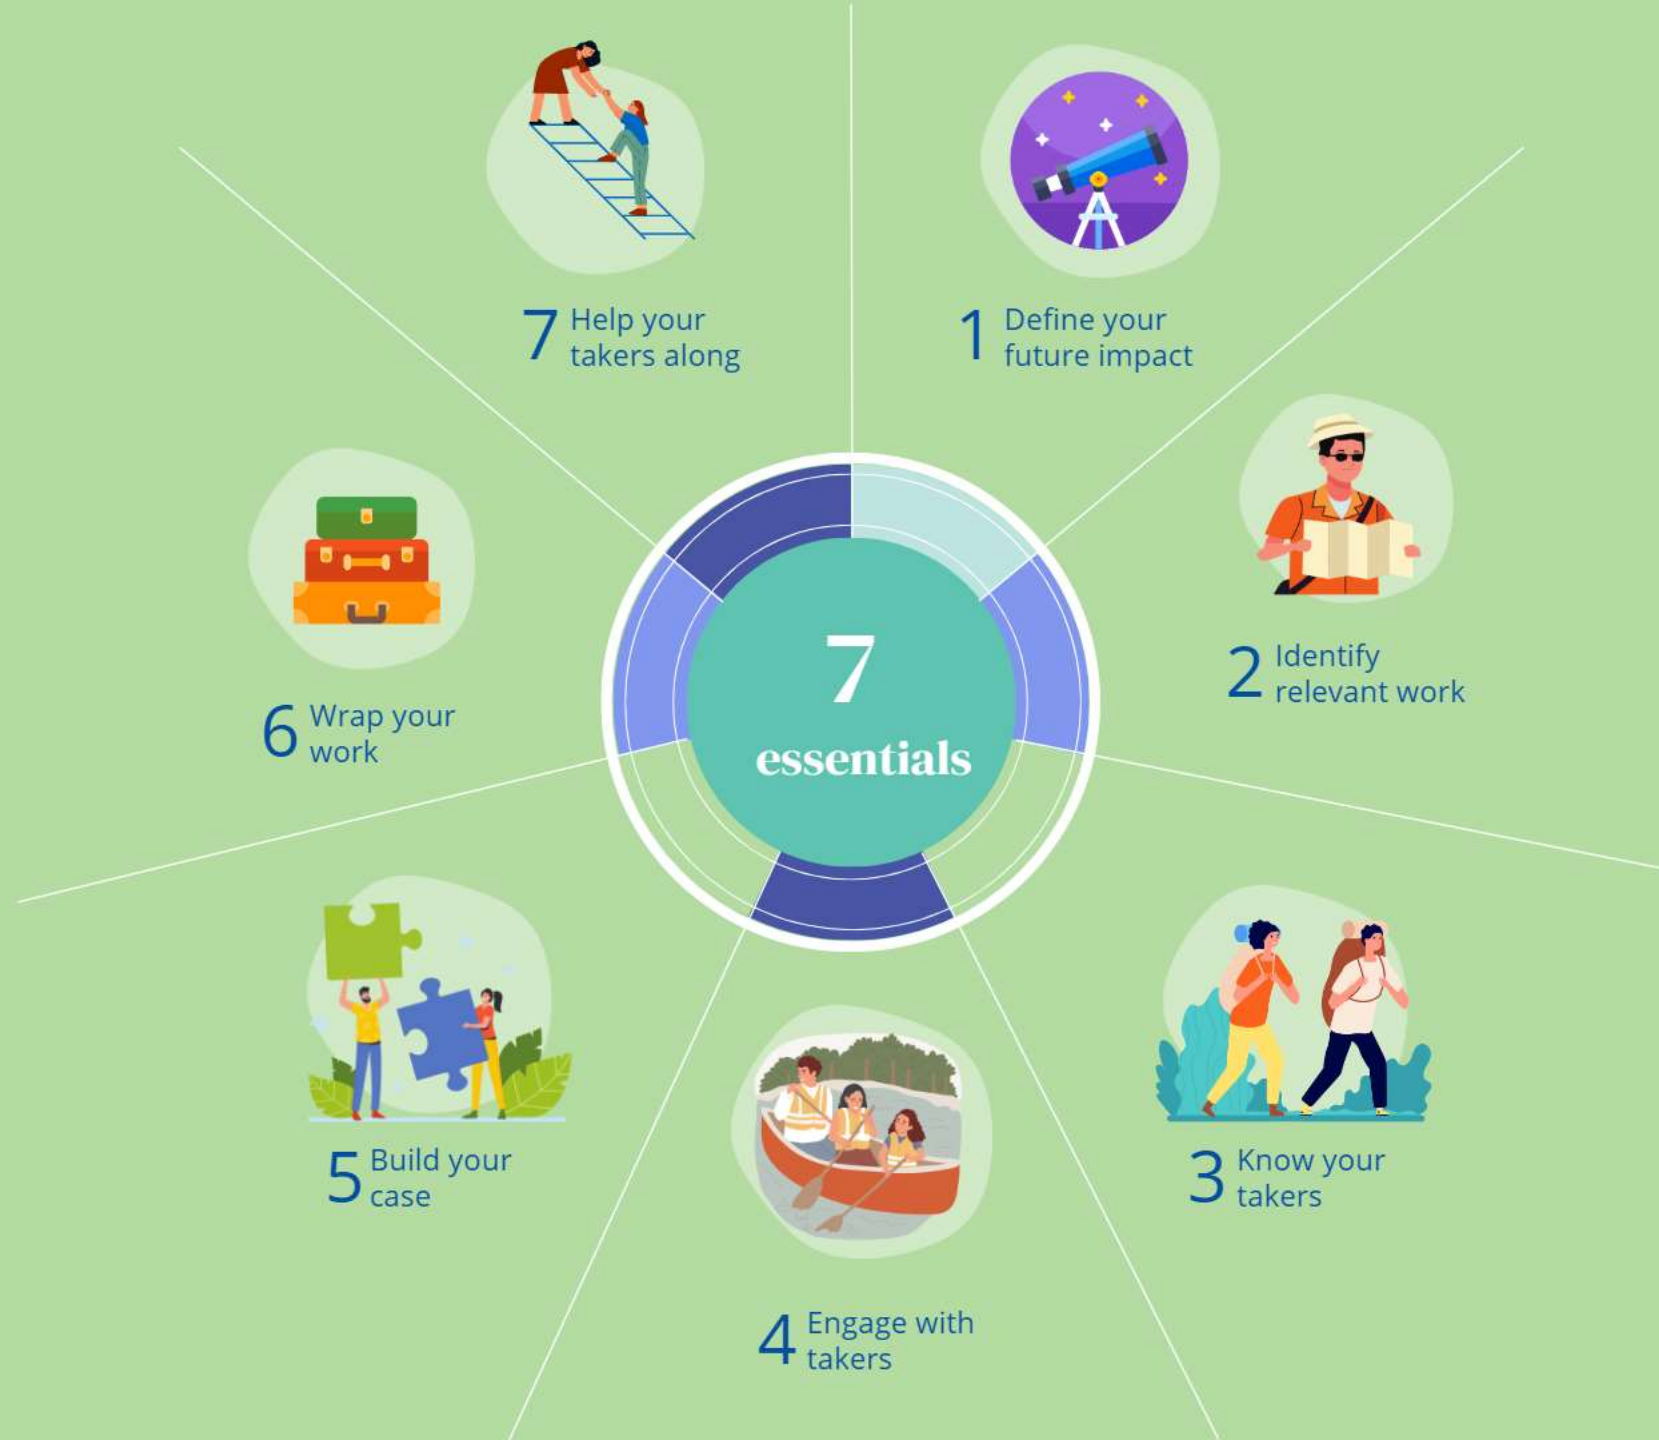 7
essentials
1 Define your
future impact
2 Identify
relevant work
3 Know your
takers
4 Engage with
takers
5 Build your
case
6 Wrap your
work
7 Help your
takers along